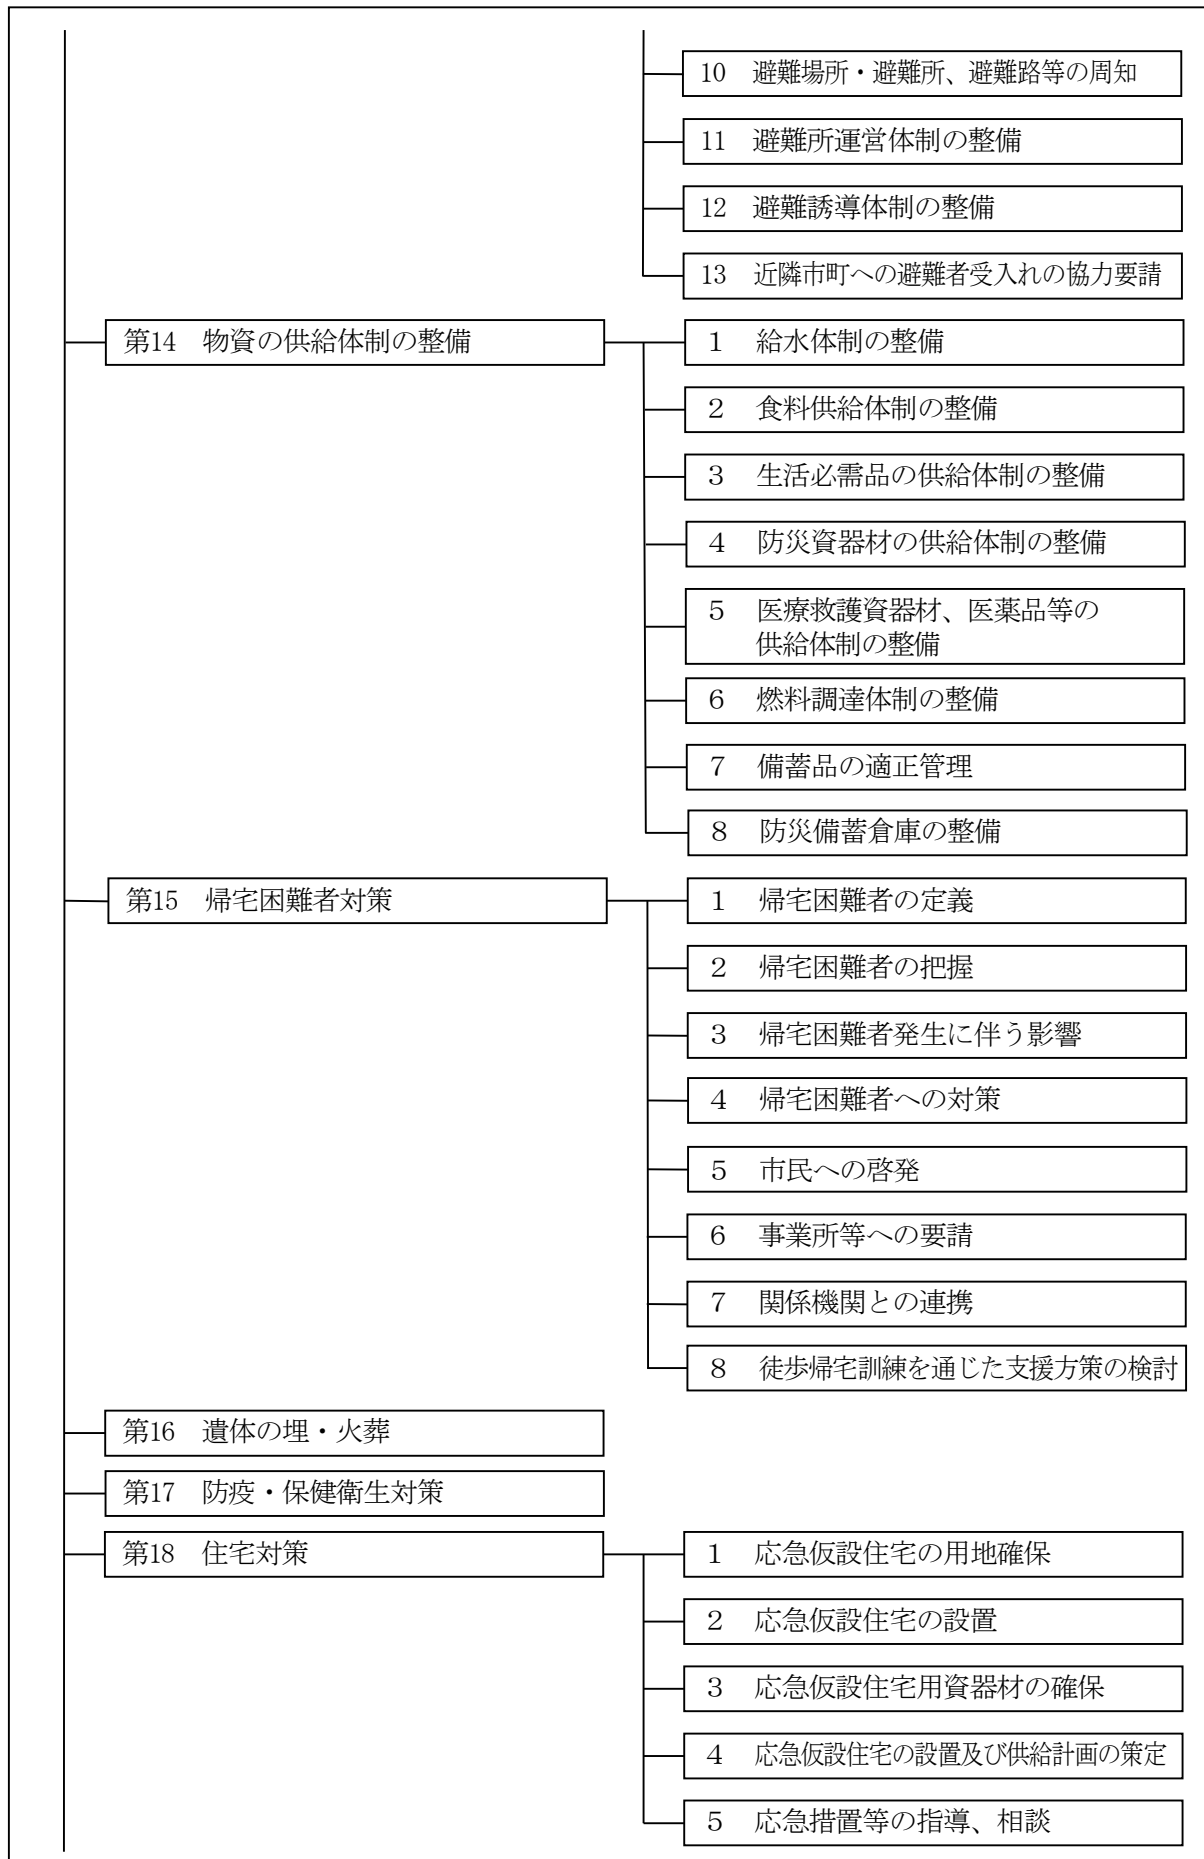 10　避難場所・避難所、避難路等の周知
11　避難所運営体制の整備
12　避難誘導体制の整備
13　近隣市町への避難者受入れの協力要請
第14　物資の供給体制の整備
１　給水体制の整備
２　食料供給体制の整備
３　生活必需品の供給体制の整備
４　防災資器材の供給体制の整備
５　医療救護資器材、医薬品等の
供給体制の整備
６　燃料調達体制の整備
７　備蓄品の適正管理
８　防災備蓄倉庫の整備
第15　帰宅困難者対策
１　帰宅困難者の定義
２　帰宅困難者の把握
３　帰宅困難者発生に伴う影響
４　帰宅困難者への対策
５　市民への啓発
６　事業所等への要請
７　関係機関との連携
８　徒歩帰宅訓練を通じた支援方策の検討
第16　遺体の埋・火葬
第17　防疫・保健衛生対策
第18　住宅対策
１　応急仮設住宅の用地確保
２　応急仮設住宅の設置
３　応急仮設住宅用資器材の確保
４　応急仮設住宅の設置及び供給計画の策定
５　応急措置等の指導、相談